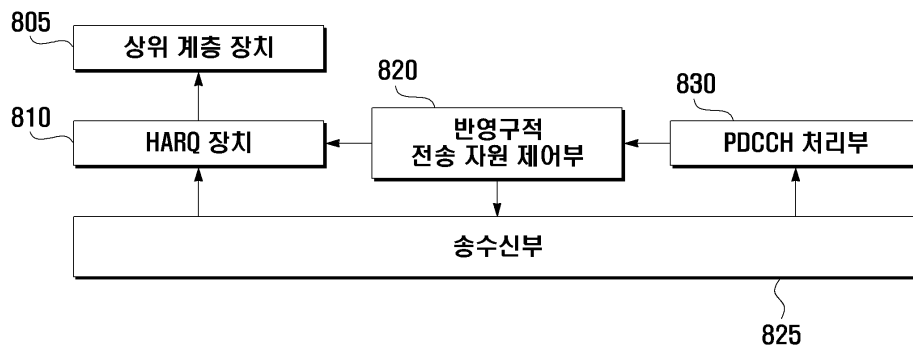 805
상위 계층 장치
820
830
810
HARQ 장치
반영구적
전송 자원 제어부
PDCCH 처리부
송수신부
825